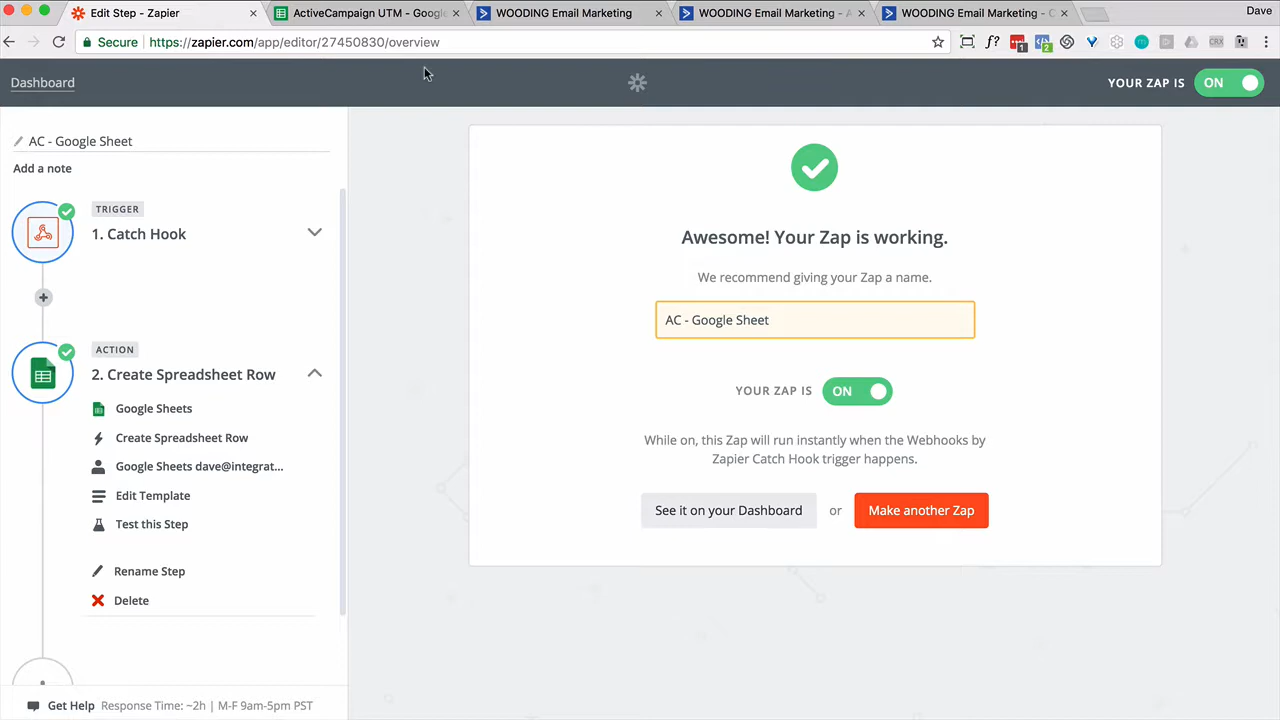 Edit Step - Zapier
ActiveCampaign UTM - Googl
WOODING Email Marketing
WOODING Email Marketing - A
WOODING Email Marketing - C
Dave
Secure
https://zapier.com/app/editor/27450830/overview
Dashboard
YOUR ZAP IS
ON
AC - Google Sheet
Add a note
TRIGGER
1. Catch Hook
ACTION
2. Create Spreadsheet Row
Google Sheets
Create Spreadsheet Row
Google Sheets dave@integrat...
Edit Template
Test this Step
Rename Step
Delete
Get Help
Response Time: ~2h | M-F 9am-5pm PST
Awesome! Your Zap is working.
We recommend giving your Zap a name.
AC - Google Sheet
YOUR ZAP IS
ON
While on, this Zap will run instantly when the Webhooks by
Zapier Catch Hook trigger happens.
See it on your Dashboard
or
Make another Zap